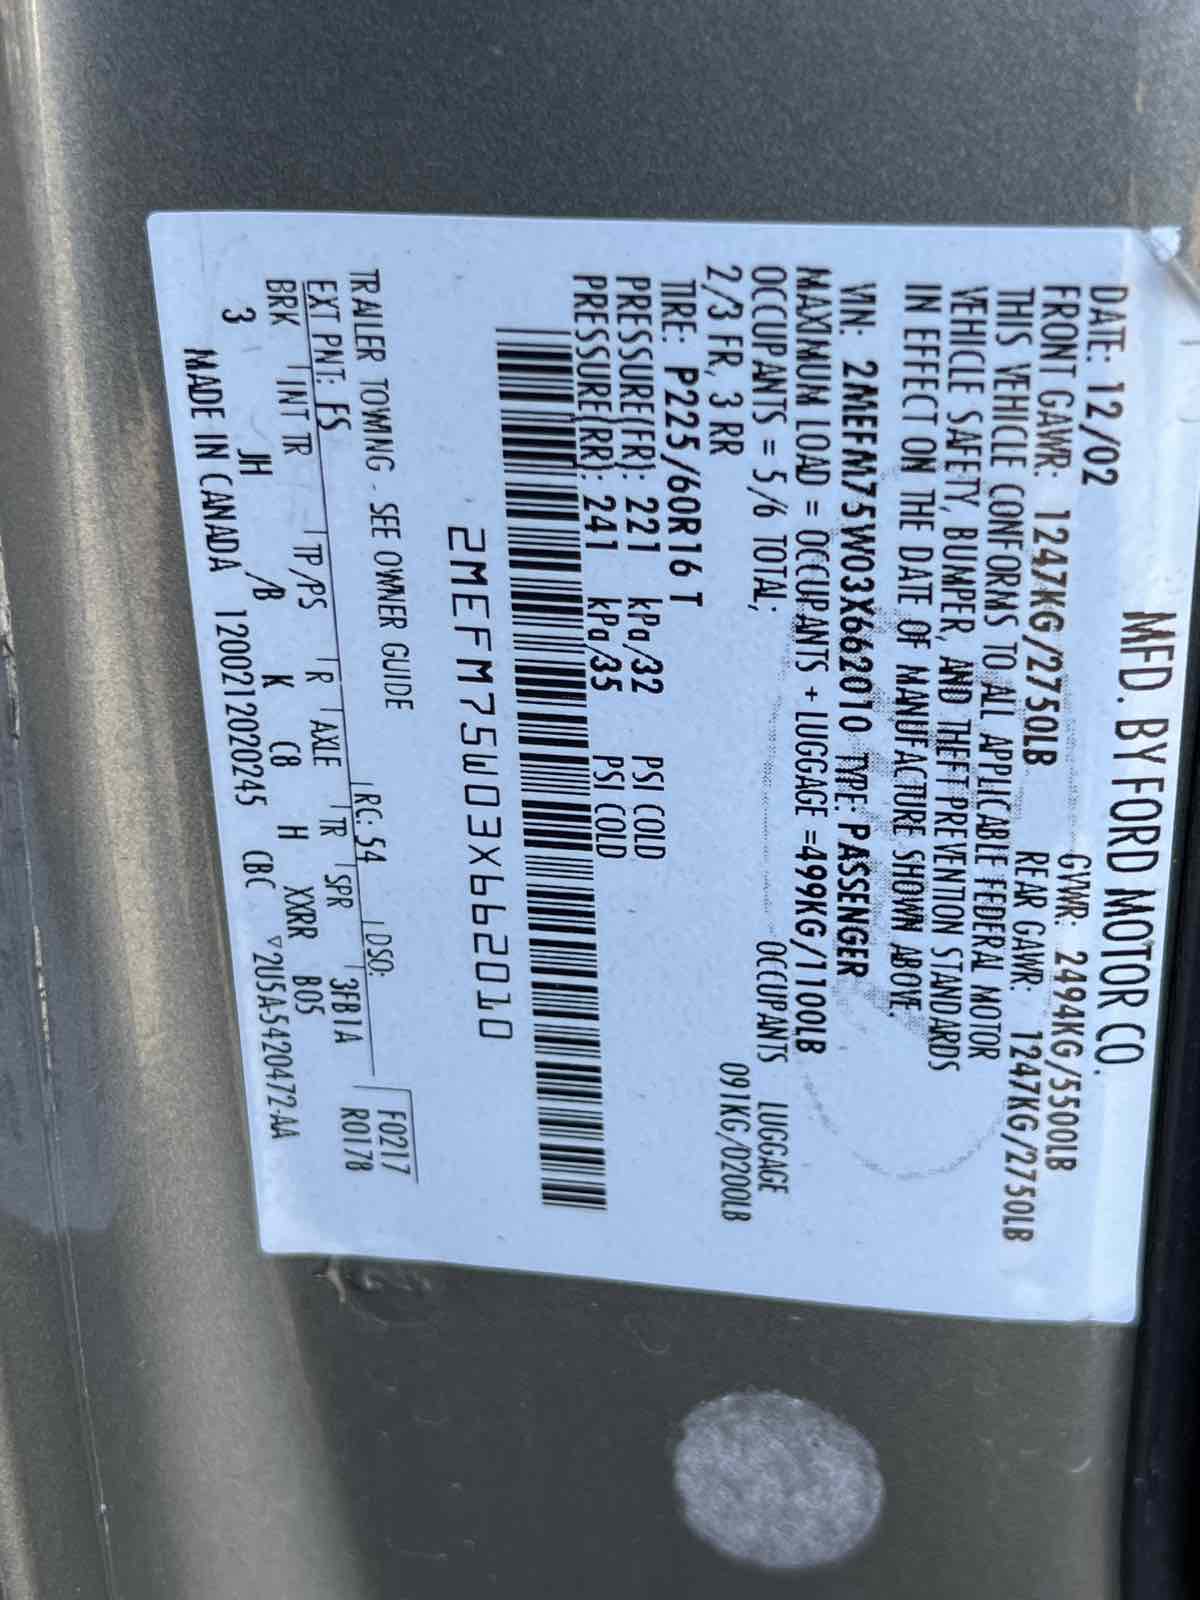 MFD. BY FORD MOTOR CO.
DATE: 12/02 GVWR: 2494KG/5500LB
FRONT GAWR: 1247KG/2750LB REAR GAWR: 1247KG/2750LB
THIS VEHICLE CONFORMS TO ALL APPLICABLE FEDERAL MOTOR
VEHICLE SAFETY, BUMPER, AND THEFT PREVENTION STANDARDS
IN EFFECT ON THE DATE OF MANUFACTURE SHOWN ABOVE.
VIN: 2MEFM75W03X662010 TYPE: PASSENGER
MAXIMUM LOAD = OCCUPANTS + LUGGAGE =499KG/1100LB
OCCUPANTS = 5/6 TOTAL, OCCUPANTS LUGGAGE
2/3 FR, 3 RR 091KG/0200LB
TIRE: P225/60R16 T
PRESSURE(FR): 221 kPa/32 PSI COLD
PRESSURE(RR): 241 kPa/35 PSI COLD
2MEFM75W03X662010
TRAILER TOWING - SEE OWNER GUIDE F0217
EXT PNT: FS RC: 54 DSO: R0178
BRK INT TR TP/PS R AXLE TR SPR 3FB1A
3 JH /B K C8 H XXRR B05
MADE IN CANADA 1200212020245 CBC ▽2U5A-5420472-AA